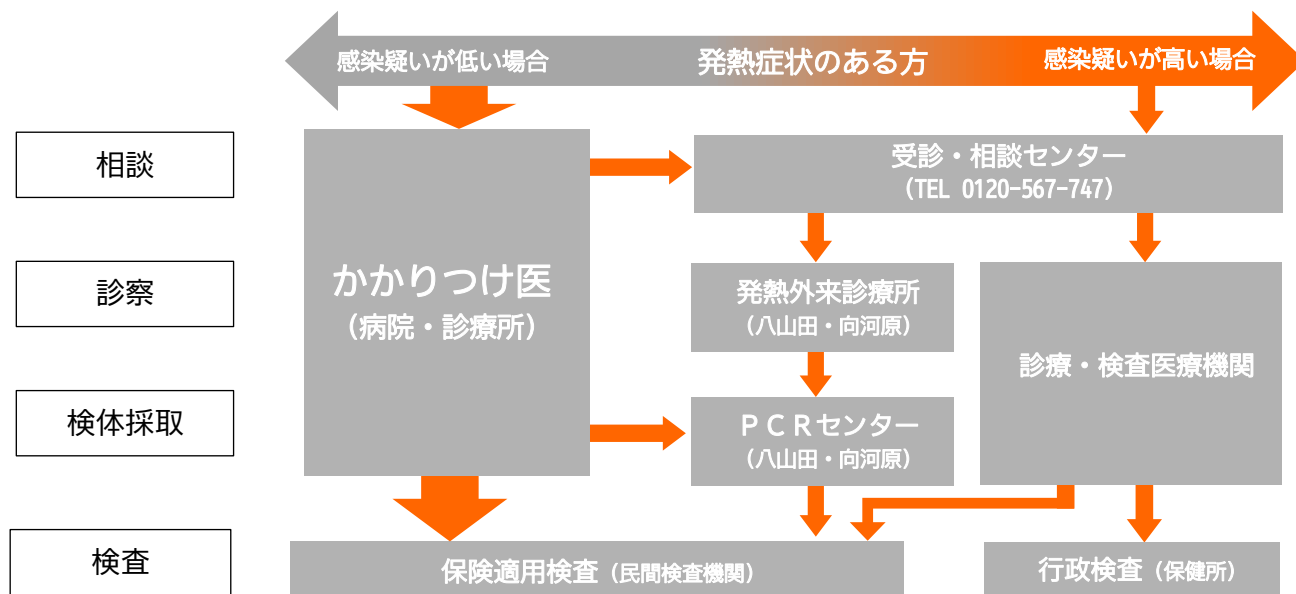 感染疑いが低い場合
発熱症状のある方
感染疑いが高い場合
相談
受診・相談センター
（TEL 0120-567-747）
かかりつけ医
（病院・診療所）
診察
発熱外来診療所
（八山田・向河原）
診療・検査医療機関
検体採取
ＰＣＲセンター
（八山田・向河原）
検査
保険適用検査（民間検査機関）
行政検査（保健所）